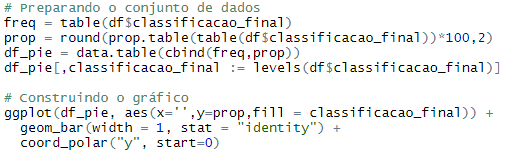 # Preparando o conjunto de dados
freq = table(df$classificacao_final)
prop = round(prop.table(table(df$classificacao_final))*100,2)
df_pie = data.table(cbind(freq,prop))
df_pie[,classificacao_final := levels(df$classificacao_final)]
# Construindo o gráfico
ggplot(df_pie, aes(x='',y=prop,fill = classificacao_final)) +
geom_bar(width = 1, stat = "identity") +
coord_polar("y", start=0)